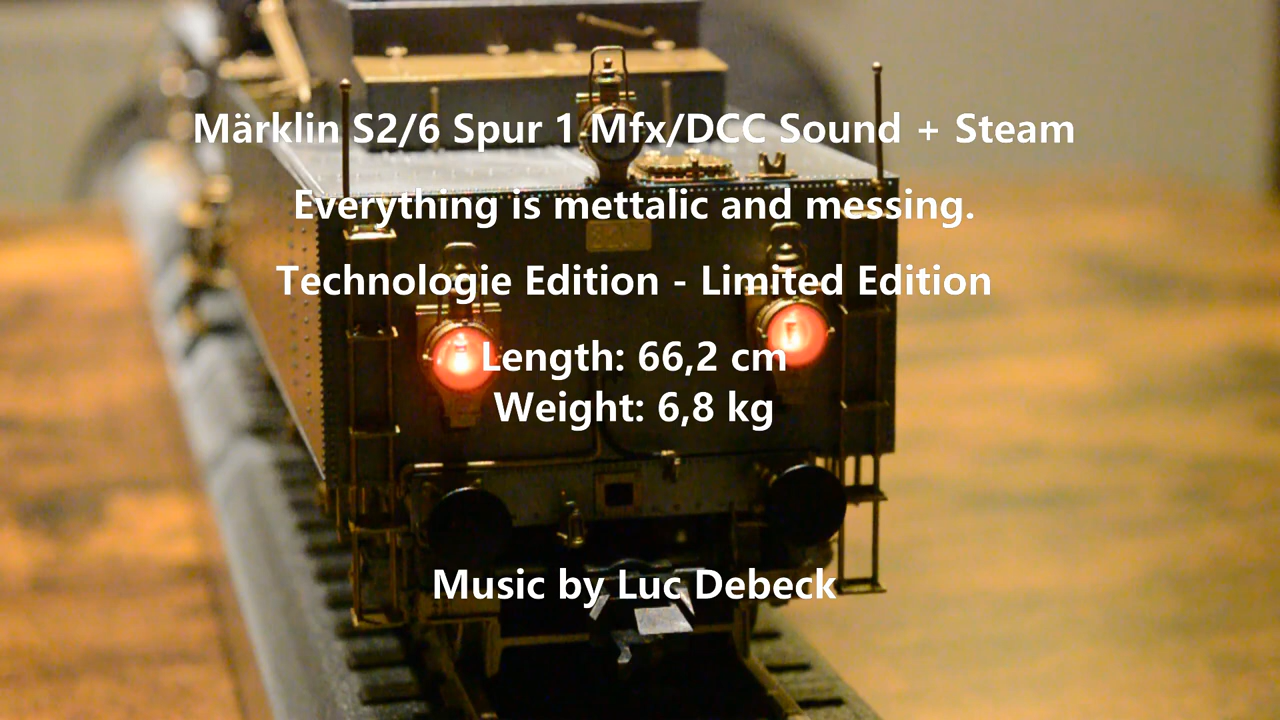 Märklin S2/6 Spur 1 Mfx/DCC Sound + Steam
Everything is mettalic and messing.
Technologie Edition - Limited Edition
Length: 66,2 cm
Weight: 6,8 kg
Music by Luc Debeck